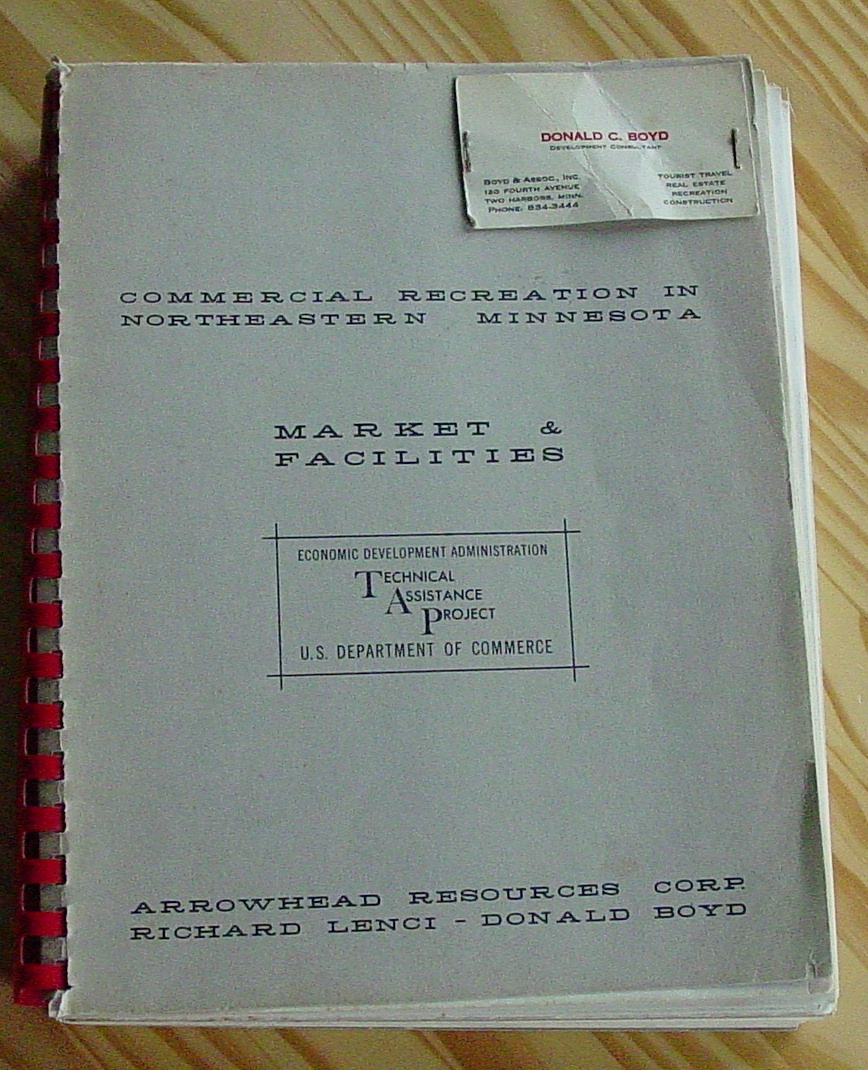 DONALD C. BOYD
DEVELOPMENT CONSULTANT
BOYD & ASSOC., INC.
120 FOURTH AVENUE
TWO HARBORS, MINN.
PHONE: 834-3444
TOURIST TRAVEL
REAL ESTATE
RECREATION
CONSTRUCTION
COMMERCIAL RECREATION IN
NORTHEASTERN MINNESOTA
MARKET &
FACILITIES
ECONOMIC DEVELOPMENT ADMINISTRATION
TECHNICAL
ASSISTANCE
PROJECT
U.S. DEPARTMENT OF COMMERCE
ARROWHEAD RESOURCES CORP.
RICHARD LENCI - DONALD BOYD